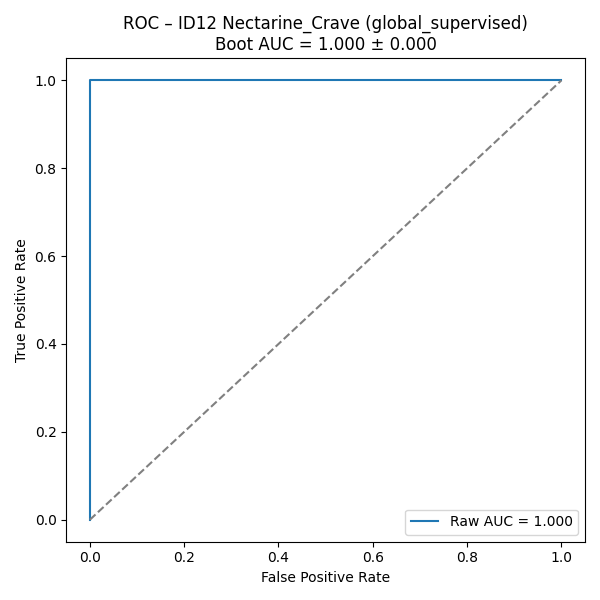 ROC – ID12 Nectarine_Crave (global_supervised)
Boot AUC = 1.000 ± 0.000
True Positive Rate
1.0
0.8
0.6
0.4
0.2
0.0
Raw AUC = 1.000
0.0 0.2 0.4 0.6 0.8 1.0
False Positive Rate